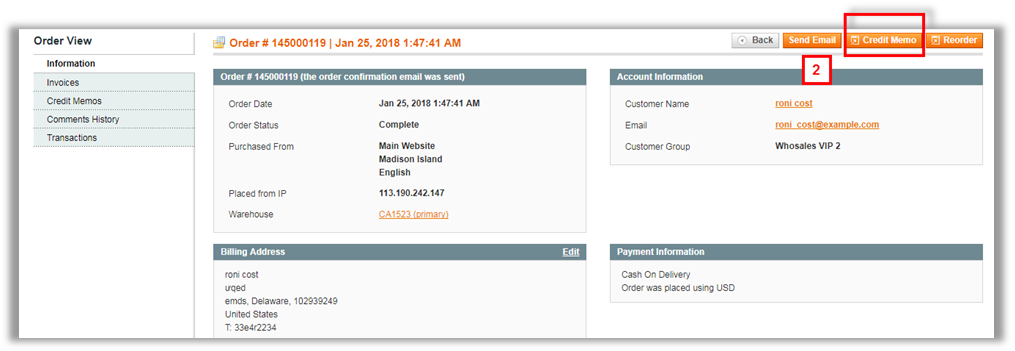 Order View
Information
Invoices
Credit Memos
Comments History
Transactions
Order # 145000119 | Jan 25, 2018 1:47:41 AM
Back
Send Email
Credit Memo
Reorder
2
Order # 145000119 (the order confirmation email was sent)
Order Date Jan 25, 2018 1:47:41 AM
Order Status Complete
Purchased From Main Website
Madison Island
English
Placed from IP 113.190.242.147
Warehouse CA1523 (primary)
Account Information
Customer Name roni cost
Email roni_cost@example.com
Customer Group Whosales VIP 2
Billing Address Edit
roni cost
urqed
emds, Delaware, 102939249
United States
T: 33e4r2234
Payment Information
Cash On Delivery
Order was placed using USD